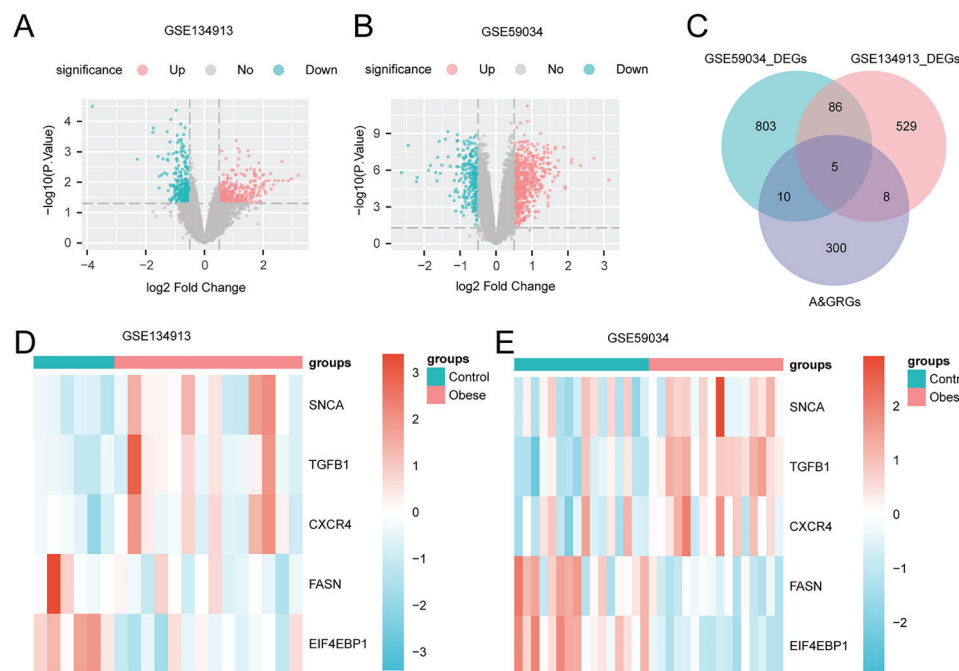 A
GSE134913
significance Up No Down
−log10(P.Value)
4
3
2
1
0
−4 −2 0 2
log2 Fold Change
B
GSE59034
significance Up No Down
−log10(P.Value)
9
6
3
0
−2 −1 0 1 2 3
log2 Fold Change
C
GSE59034_DEGs GSE134913_DEGs
86
803 529
5
10 8
300
A&GRGs
D
GSE134913
groups
SNCA
TGFB1
CXCR4
FASN
EIF4EBP1
3
2
1
0
−1
−2
−3
groups
Control
Obese
E
GSE59034
groups
SNCA
TGFB1
CXCR4
FASN
EIF4EBP1
2
1
0
−1
−2
groups
Cont
Obes